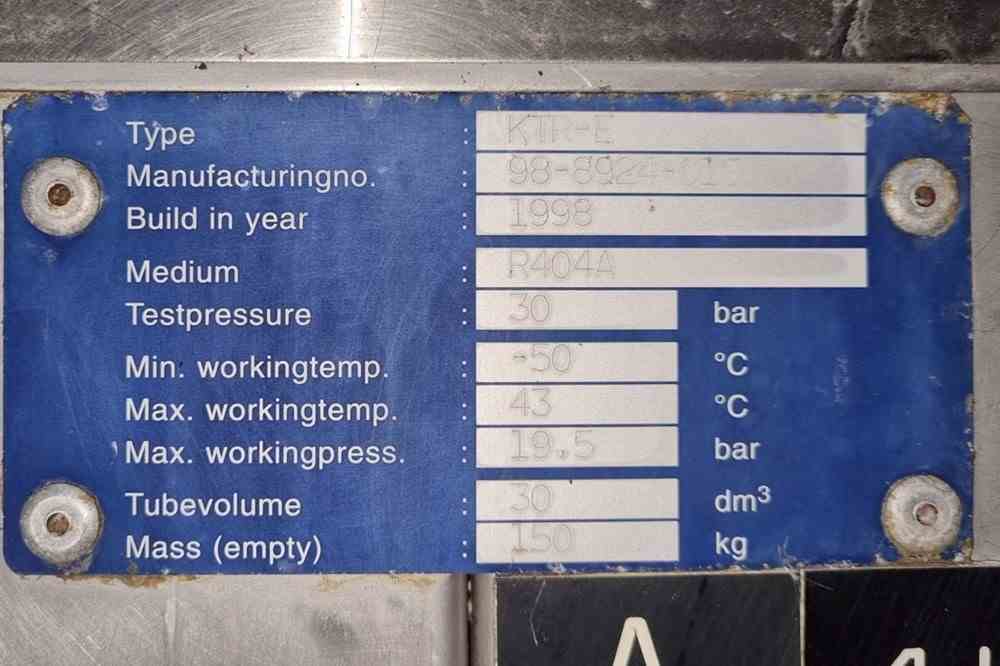 Type : KTR-E
Manufacturingno. : 98-8924-01
Build in year : 1998
Medium : R404A
Testpressure : 30 bar
Min. workingtemp. : -50 °C
Max. workingtemp. : 43 °C
Max. workingpress. : 19,5 bar
Tubevolume : 30 dm³
Mass (empty) : 150 kg
A